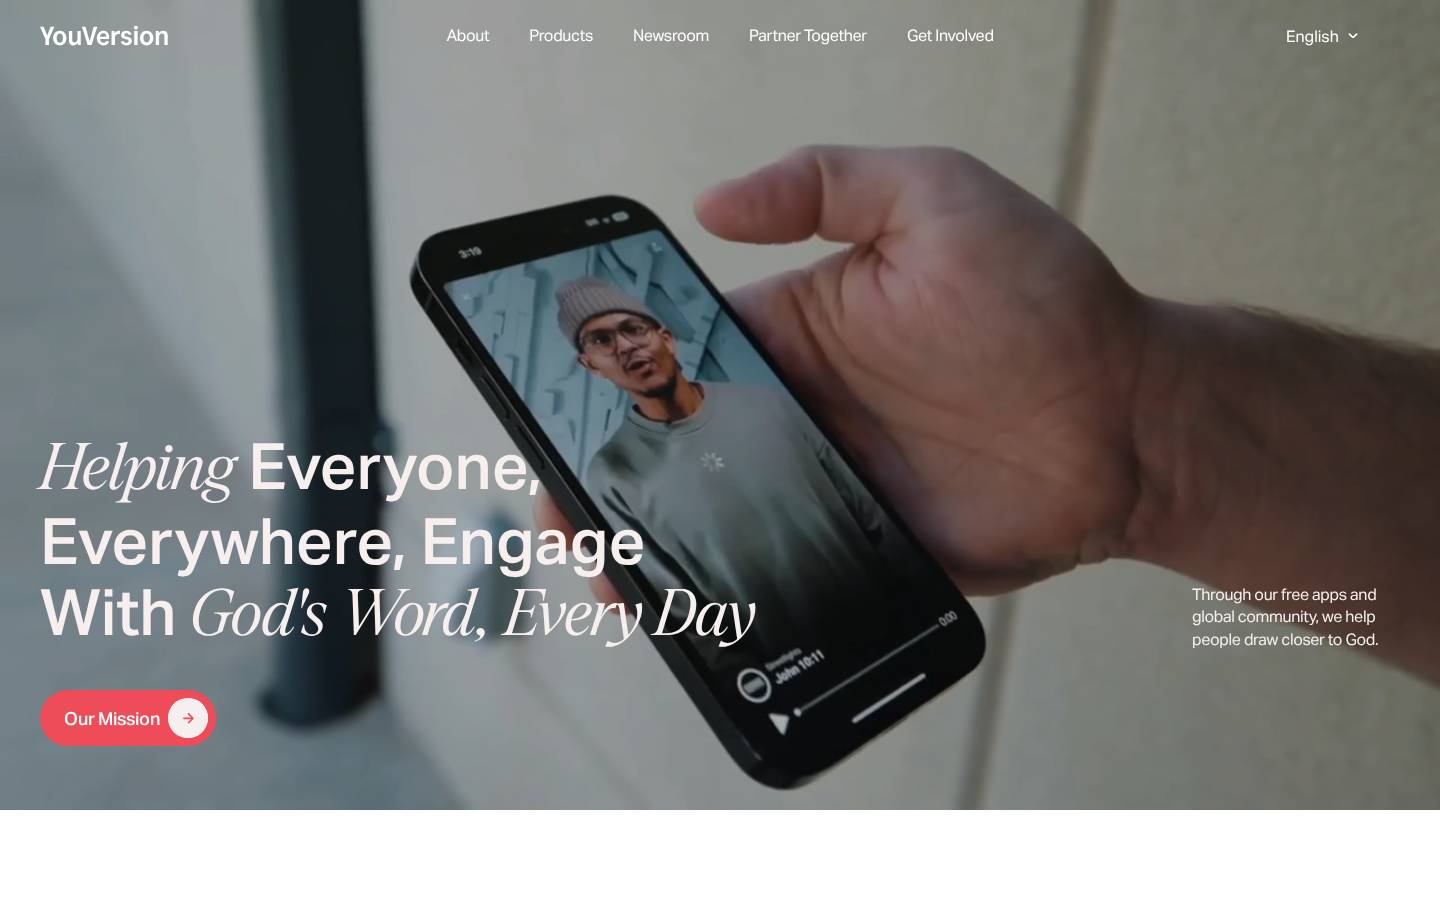 YouVersion
About
Products
Newsroom
Partner Together
Get Involved
English
3:19
Helping Everyone,
Everywhere, Engage
With God's Word, Every Day
Through our free apps and
global community, we help
people draw closer to God.
Our Mission
Streetlights
John 10:11
0:00